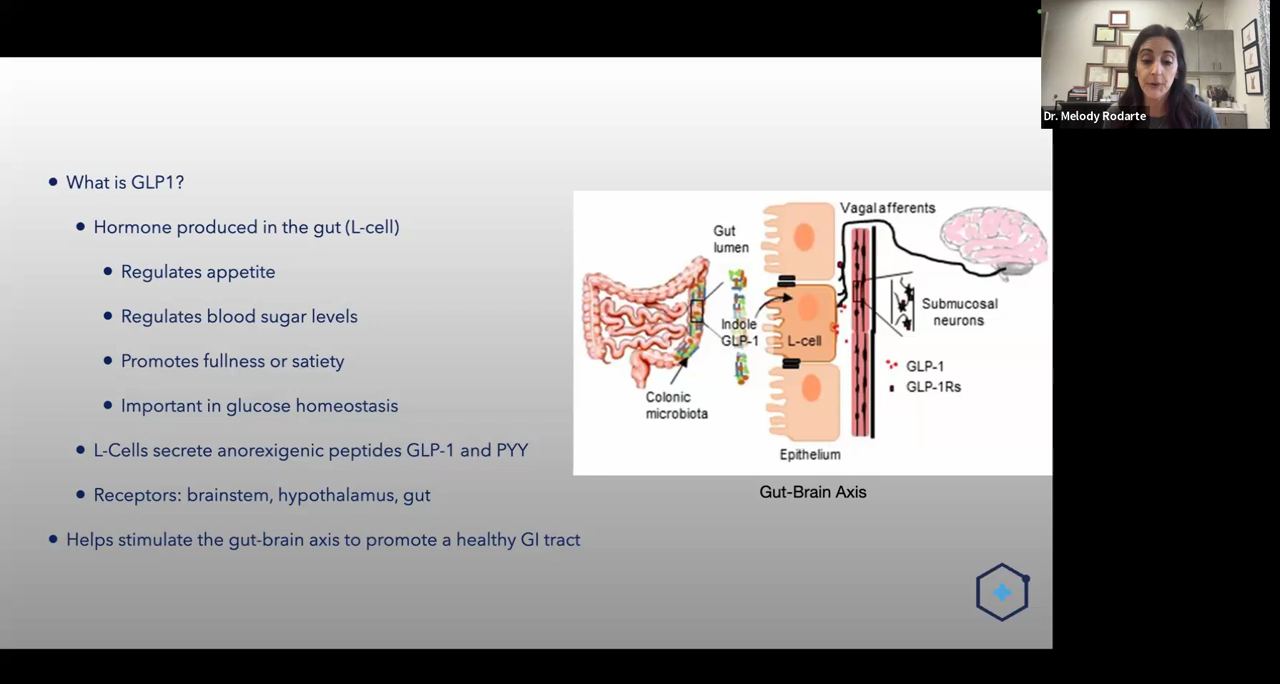 Dr. Melody Rodarte
What is GLP1?
Hormone produced in the gut (L-cell)
Regulates appetite
Regulates blood sugar levels
Promotes fullness or satiety
Important in glucose homeostasis
L-Cells secrete anorexigenic peptides GLP-1 and PYY
Receptors: brainstem, hypothalamus, gut
Helps stimulate the gut-brain axis to promote a healthy GI tract
Vagal afferents
Gut
lumen
Indole
GLP-1
L-cell
Submucosal
neurons
GLP-1
GLP-1Rs
Colonic
microbiota
Epithelium
Gut-Brain Axis